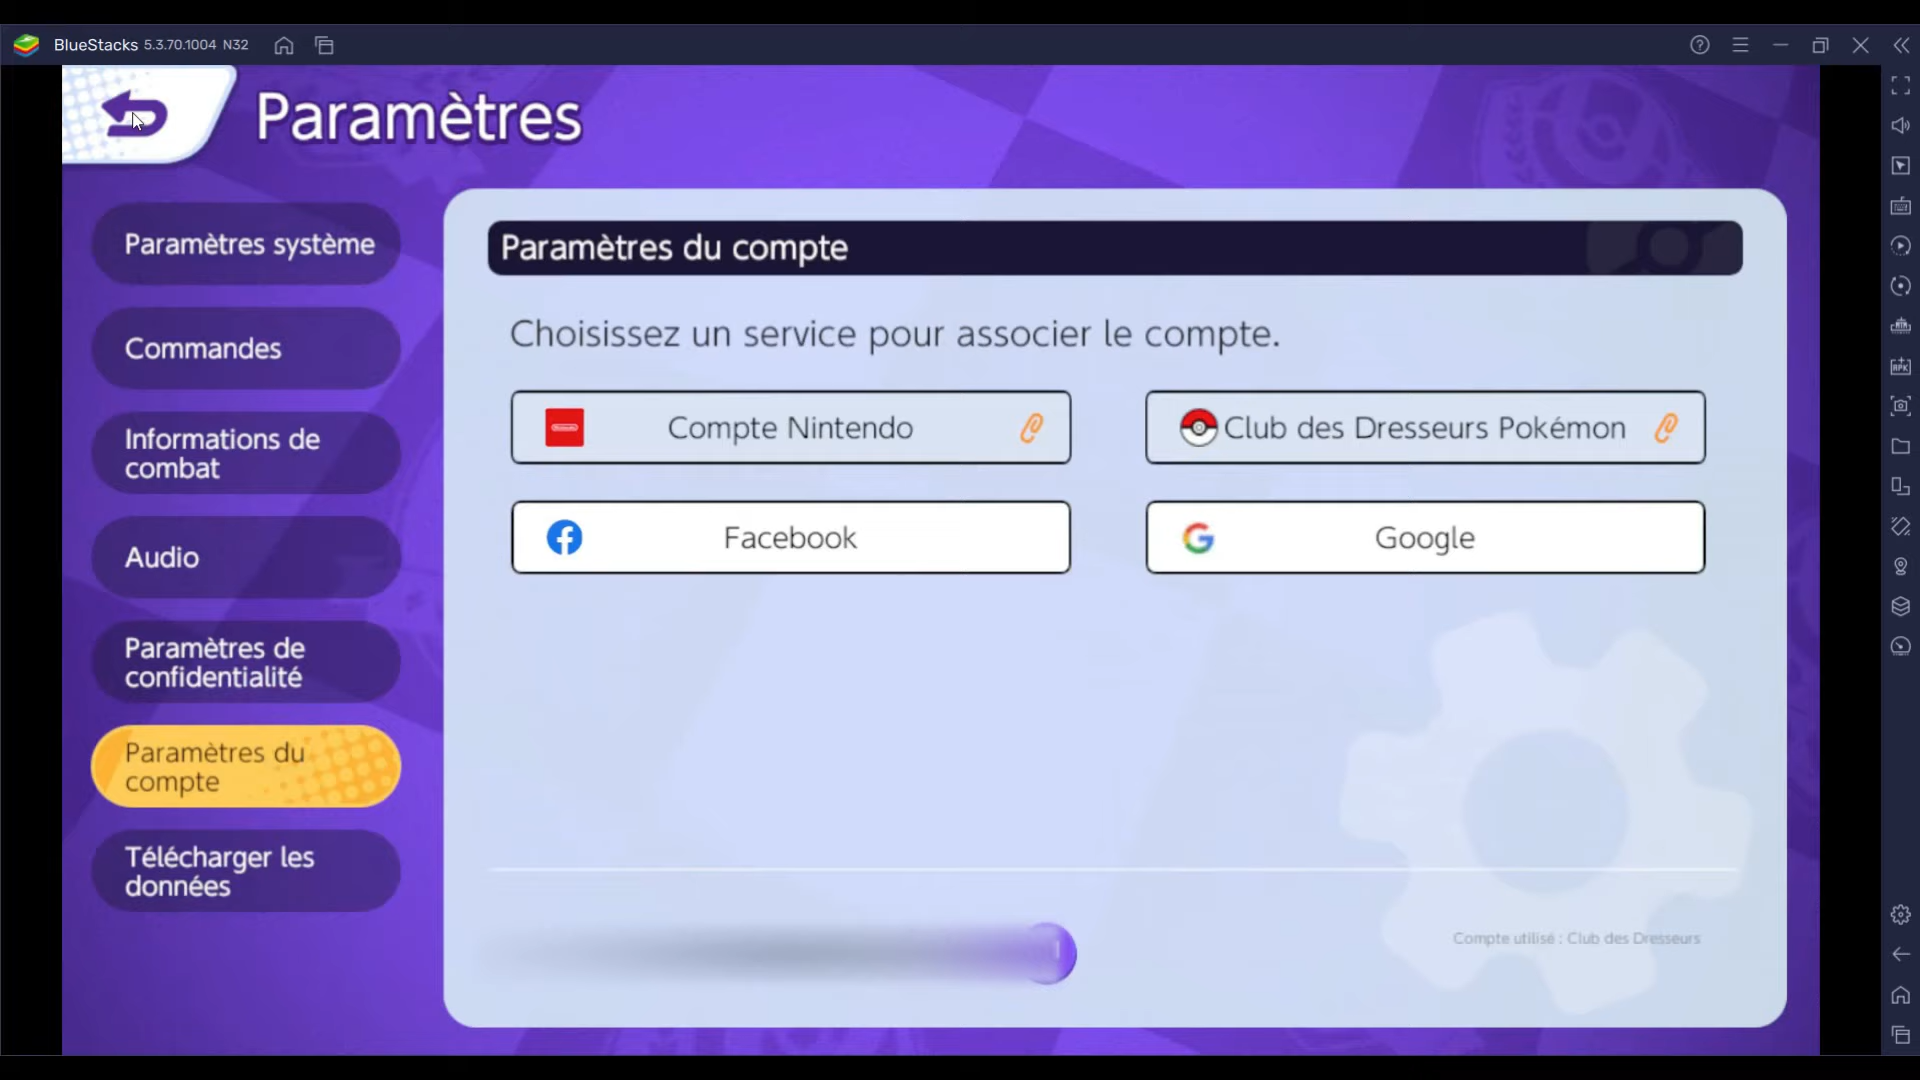 BlueStacks 5.3.70.1004 N32
Paramètres
Paramètres système
Commandes
Informations de
combat
Audio
Paramètres de
confidentialité
Paramètres du
compte
Télécharger les
données
Paramètres du compte
Choisissez un service pour associer le compte.
Compte Nintendo
Club des Dresseurs Pokémon
Facebook
Google
Compte utilisé : Club des Dresseurs